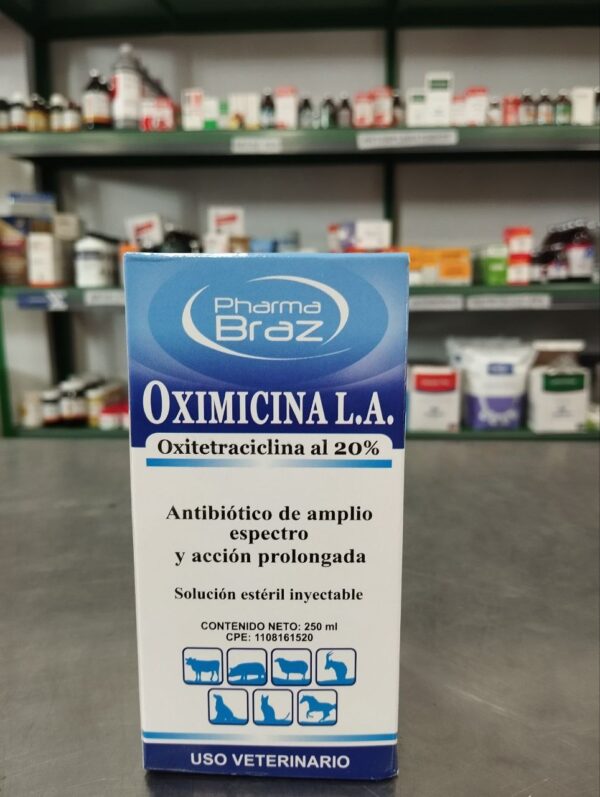 Pharma
Braz
OXIMICINA L.A.
Oxitetraciclina al 20%
Antibiótico de amplio
espectro
y acción prolongada
Solución estéril inyectable
CONTENIDO NETO: 250 ml
CPE: 1108161520
USO VETERINARIO